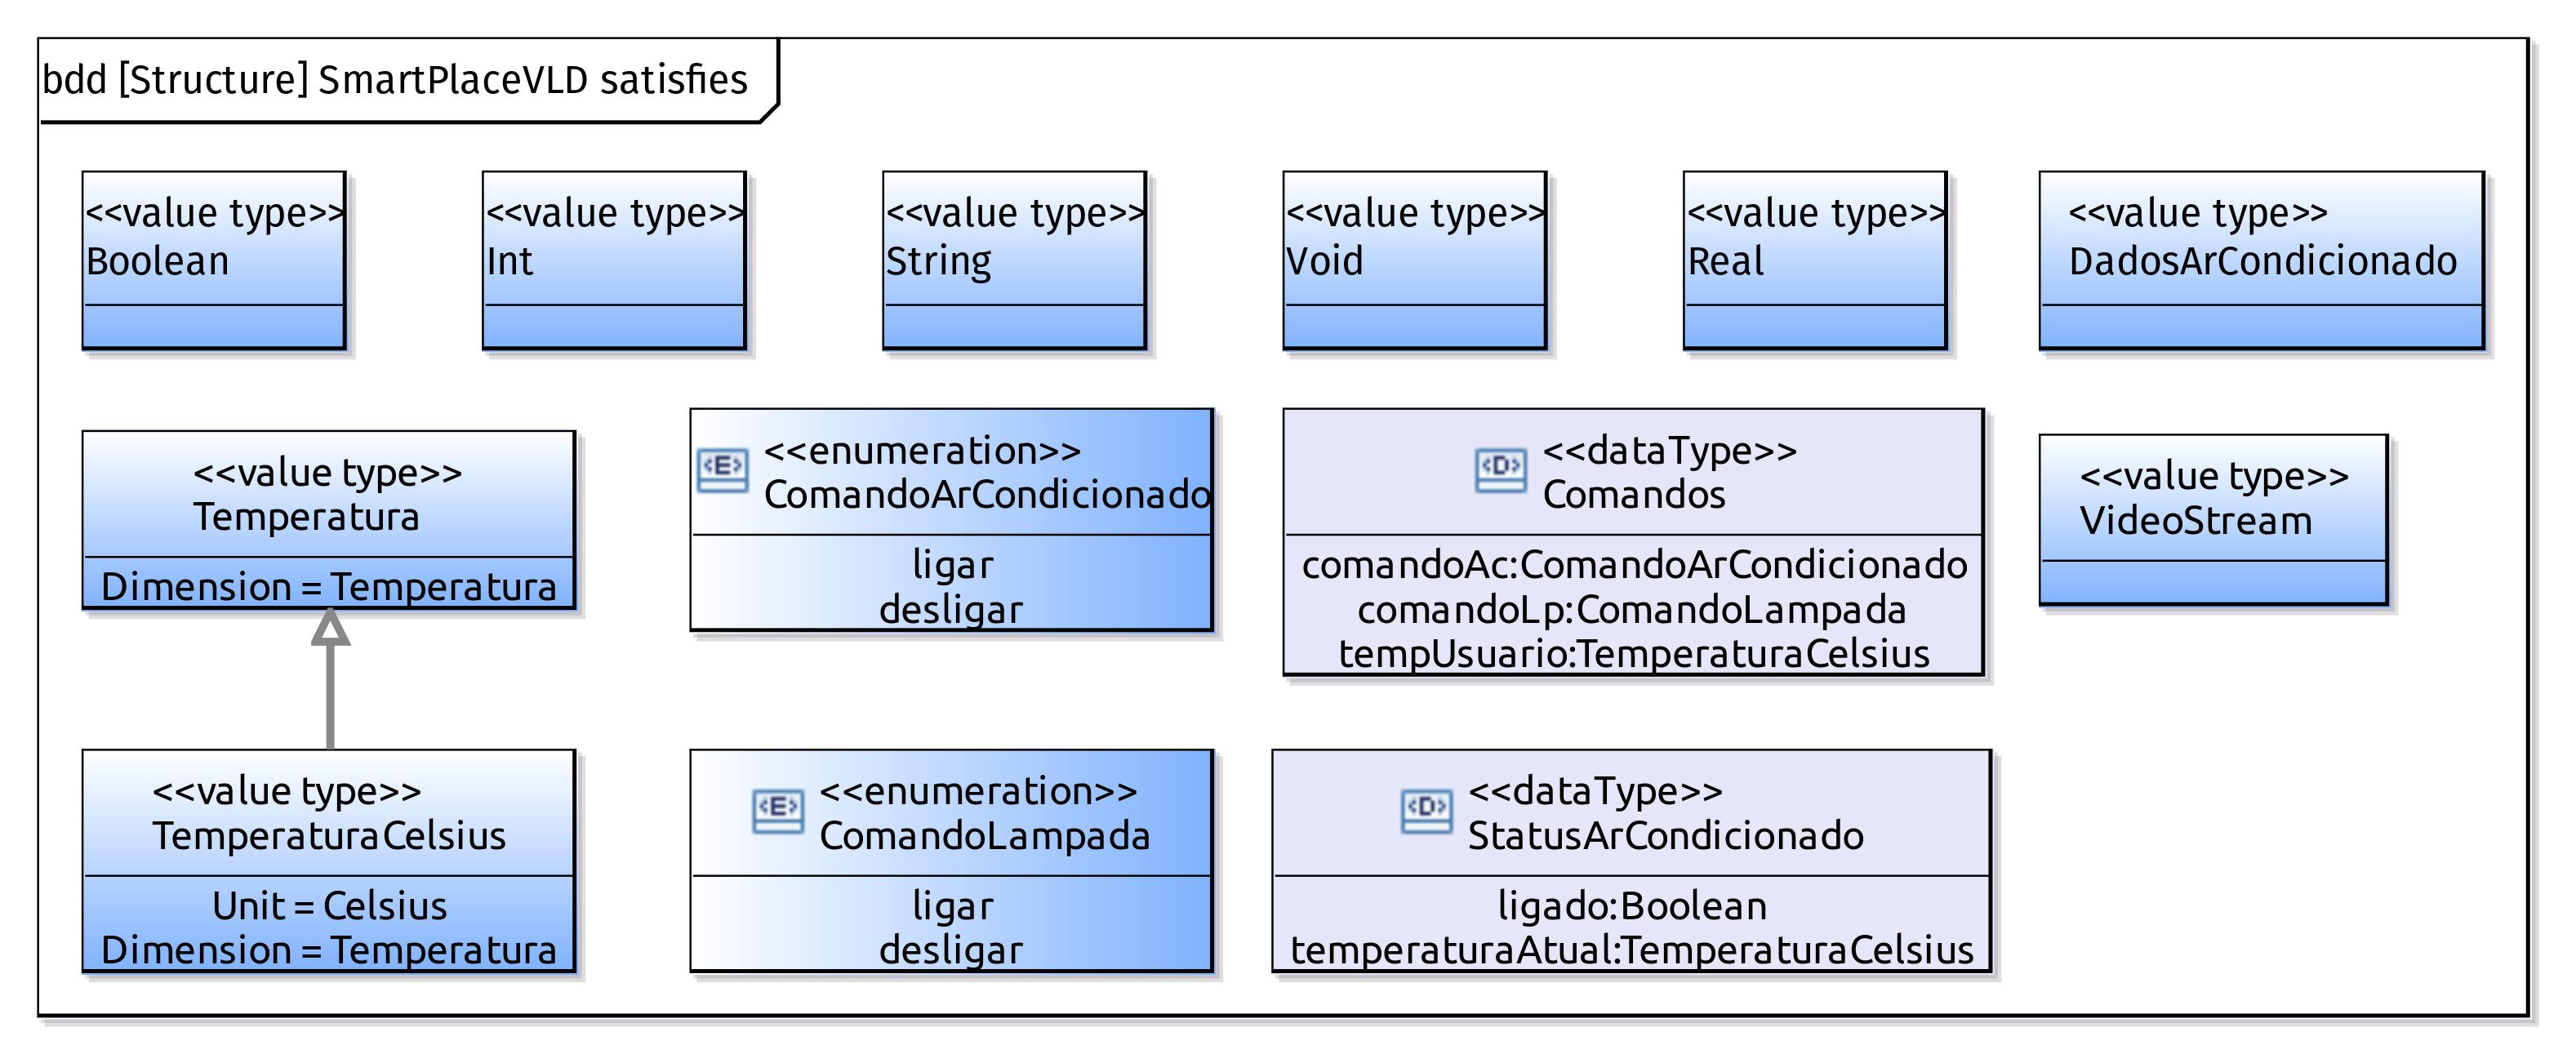 bdd [Structure] SmartPlaceVLD satisfies
<<value type>>
Boolean
<<value type>>
Int
<<value type>>
String
<<value type>>
Void
<<value type>>
Real
<<value type>>
DadosArCondicionado
<<value type>>
Temperatura
Dimension = Temperatura
<E> <<enumeration>>
ComandoArCondicionado
ligar
desligar
<D> <<dataType>>
Comandos
comandoAc:ComandoArCondicionado
comandoLp:ComandoLampada
tempUsuario:TemperaturaCelsius
<<value type>>
VideoStream
<<value type>>
TemperaturaCelsius
Unit = Celsius
Dimension = Temperatura
<E> <<enumeration>>
ComandoLampada
ligar
desligar
<D> <<dataType>>
StatusArCondicionado
ligado:Boolean
temperaturaAtual:TemperaturaCelsius